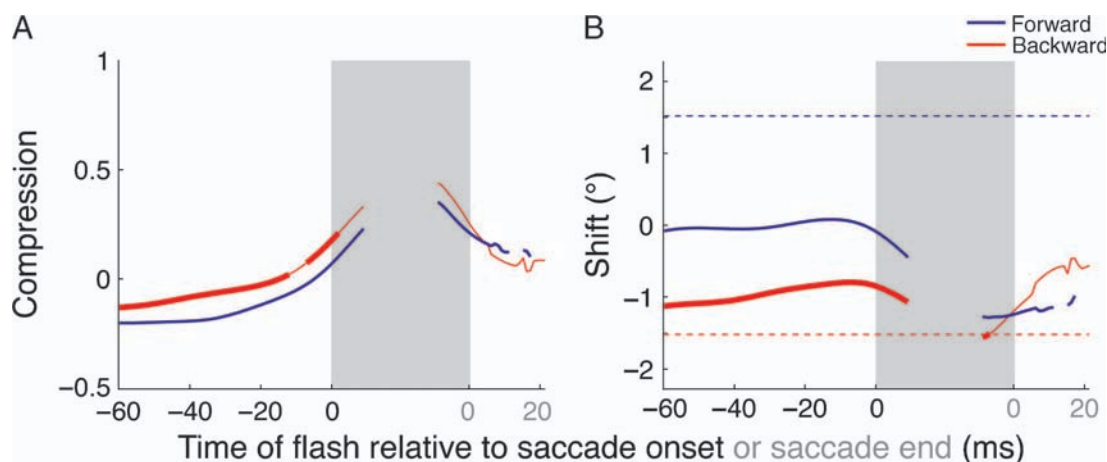 A
B
Forward
Backward
Compression
1
0.5
0
−0.5
−60 −40 −20 0 0 20
Shift (°)
2
1
0
−1
−2
−60 −40 −20 0 0 20
Time of flash relative to saccade onset or saccade end (ms)